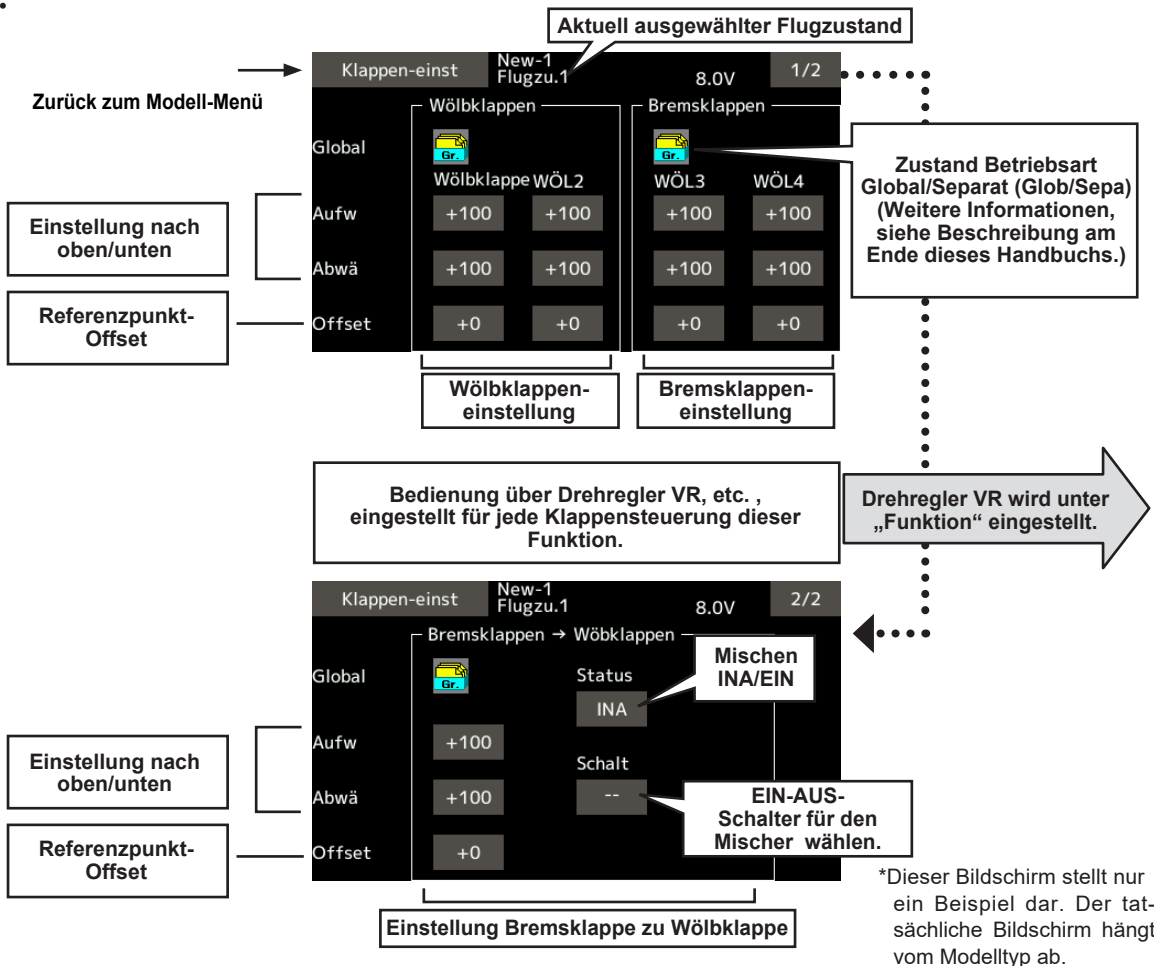 Aktuell ausgewählter Flugzustand
Klappen-einst
New-1
Flugzu.1
8.0V
1/2
Zurück zum Modell-Menü
Wölbklappen
Bremsklappen
Global
Gr.
Gr.
Wölbklappe WÖL2
WÖL3
WÖL4
Aufw
+100
+100
+100
+100
Abwä
+100
+100
+100
+100
Offset
+0
+0
+0
+0
Zustand Betriebsart
Global/Separat (Glob/Sepa)
(Weitere Informationen,
siehe Beschreibung am
Ende dieses Handbuchs.)
Einstellung nach
oben/unten
Referenzpunkt-
Offset
Wölbklappen-
einstellung
Bremsklappen-
einstellung
Bedienung über Drehregler VR, etc. ,
eingestellt für jede Klappensteuerung dieser
Funktion.
Drehregler VR wird unter
„Funktion“ eingestellt.
Klappen-einst
New-1
Flugzu.1
8.0V
2/2
Bremsklappen → Wöbklappen
Global
Gr.
Status
INA
Mischen
INA/EIN
Aufw
+100
Schalt
--
Abwä
+100
Offset
+0
EIN-AUS-
Schalter für den
Mischer wählen.
Einstellung nach
oben/unten
Referenzpunkt-
Offset
Einstellung Bremsklappe zu Wölbklappe
*Dieser Bildschirm stellt nur
ein Beispiel dar. Der tat-
sächliche Bildschirm hängt
vom Modelltyp ab.